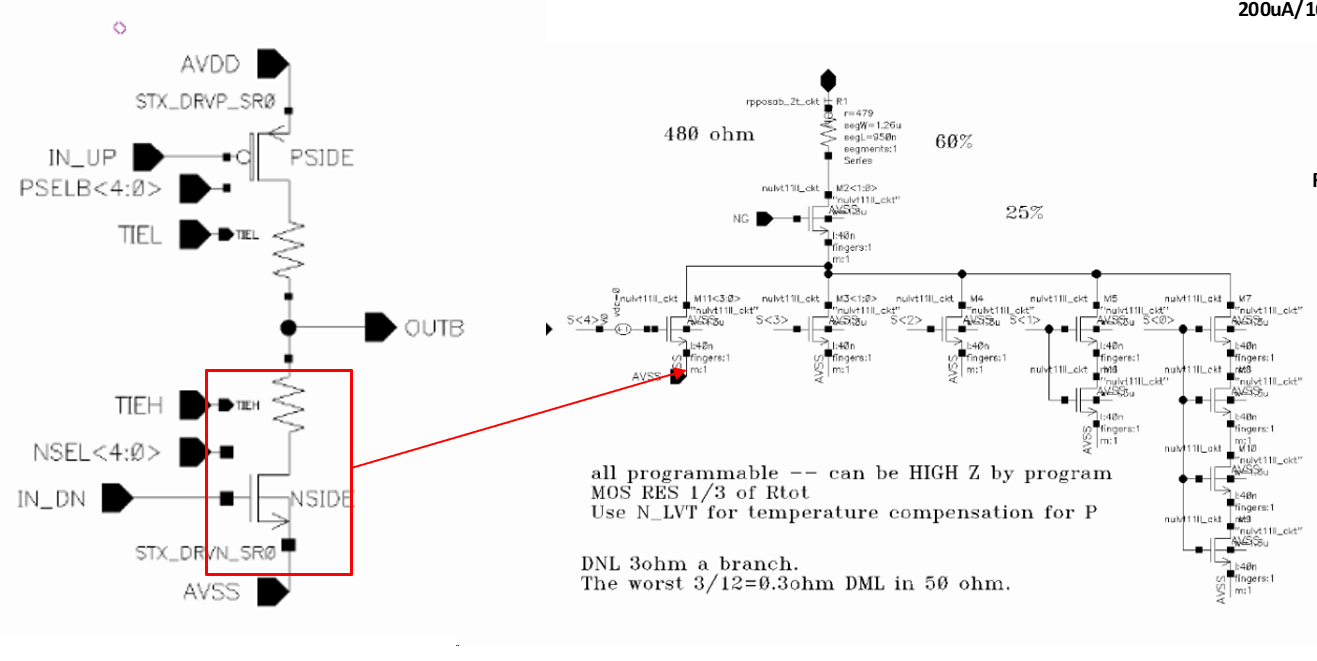 200uA/1
AVDD
STX_DRVP_SR0
IN_UP
PSIDE
PSELB<4:0>
TIEL
TIEL
OUTB
TIEH
TIEH
NSEL<4:0>
IN_DN
NSIDE
STX_DRVN_SR0
AVSS
480 ohm
rpposab_2t_ckt
R1
r=479
segW=1.26u
segL=950n
segments:1
Series
60%
nulvt11ll_ckt
M2<1:0>
"nulvt11ll_ckt"
AVSS
NG
l:40n
fingers:1
m:1
25%
nulvt11ll_ckt
M11<3:0>
"nulvt11ll_ckt"
AVSS
S<4>
vdc=0
l:40n
fingers:1
m:1
AVSS
nulvt11ll_ckt
M3<1:0>
"nulvt11ll_ckt"
AVSS
S<3>
l:40n
fingers:1
m:1
AVSS
nulvt11ll_ckt
M4
"nulvt11ll_ckt"
AVSS
S<2>
l:40n
fingers:1
m:1
AVSS
nulvt11ll_ckt
M5
"nulvt11ll_ckt"
AVSS
S<1>
l:40n
fingers:1
nulvt11ll_ckt
"nulvt11ll_ckt"
AVSS
l:40n
fingers:1
m:1
AVSS
nulvt11ll_ckt
M7
"nulvt11ll_ckt"
AVSS
S<0>
l:40n
fingers:1
nulvt11ll_ckt
"nulvt11ll_ckt"
AVSS
l:40n
fingers:1
m:1
nulvt11ll_ckt
M10
"nulvt11ll_ckt"
AVSS
l:40n
fingers:1
nulvt11ll_ckt
"nulvt11ll_ckt"
AVSS
l:40n
fingers:1
m:1
AVSS
all programmable -- can be HIGH Z by program
MOS RES 1/3 of Rtot
Use N_LVT for temperature compensation for P
DNL 3ohm a branch.
The worst 3/12=0.3ohm DML in 50 ohm.